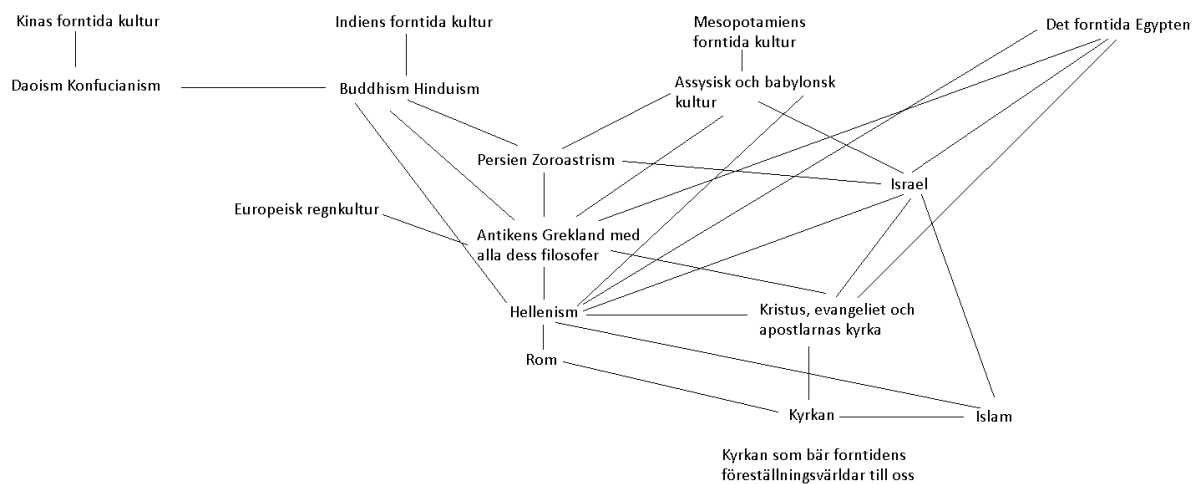 Kinas forntida kultur
Indiens forntida kultur
Mesopotamiens
forntida kultur
Det forntida Egypten
Daoism Konfucianism
Buddhism Hinduism
Assysisk och babylonsk
kultur
Persien Zoroastrism
Israel
Europeisk regnkultur
Antikens Grekland med
alla dess filosofer
Hellenism
Kristus, evangeliet och
apostlarnas kyrka
Rom
Kyrkan
Islam
Kyrkan som bär forntidens
föreställningsvärldar till oss